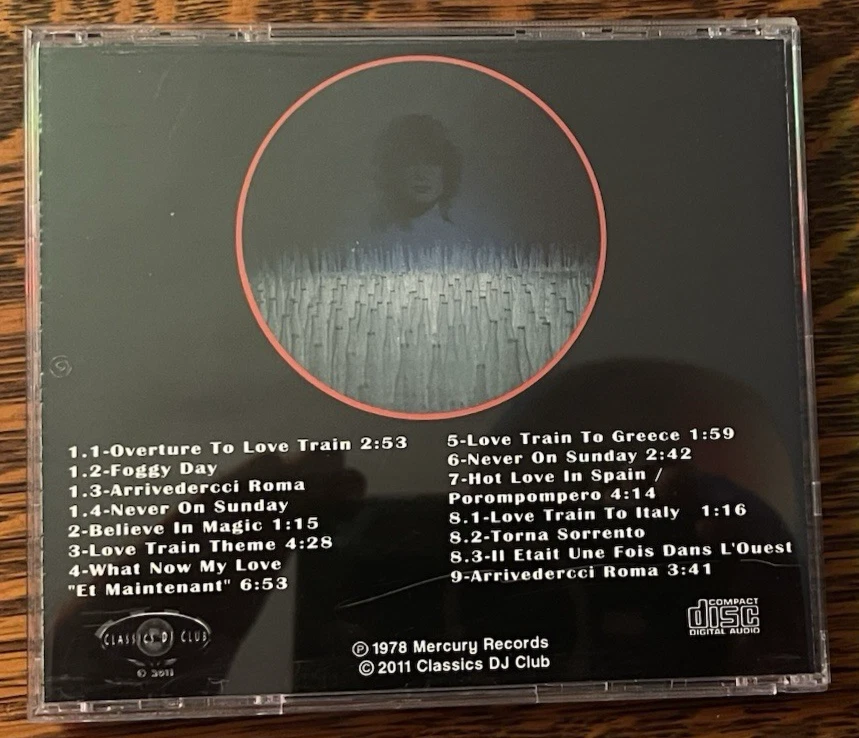 1.1-Overture To Love Train 2:53
1.2-Foggy Day
1.3-Arrivedercci Roma
1.4-Never On Sunday
2-Believe In Magic 1:15
3-Love Train Theme 4:28
4-What Now My Love
"Et Maintenant" 6:53
5-Love Train To Greece 1:59
6-Never On Sunday 2:42
7-Hot Love In Spain /
Porompompero 4:14
8.1-Love Train To Italy 1:16
8.2-Torna Sorrento
8.3-Il Etait Une Fois Dans L'Ouest
9-Arrivedercci Roma 3:41
CLASSICS DJ CLUB
© 2011
℗ 1978 Mercury Records
© 2011 Classics DJ Club
COMPACT
disc
DIGITAL AUDIO